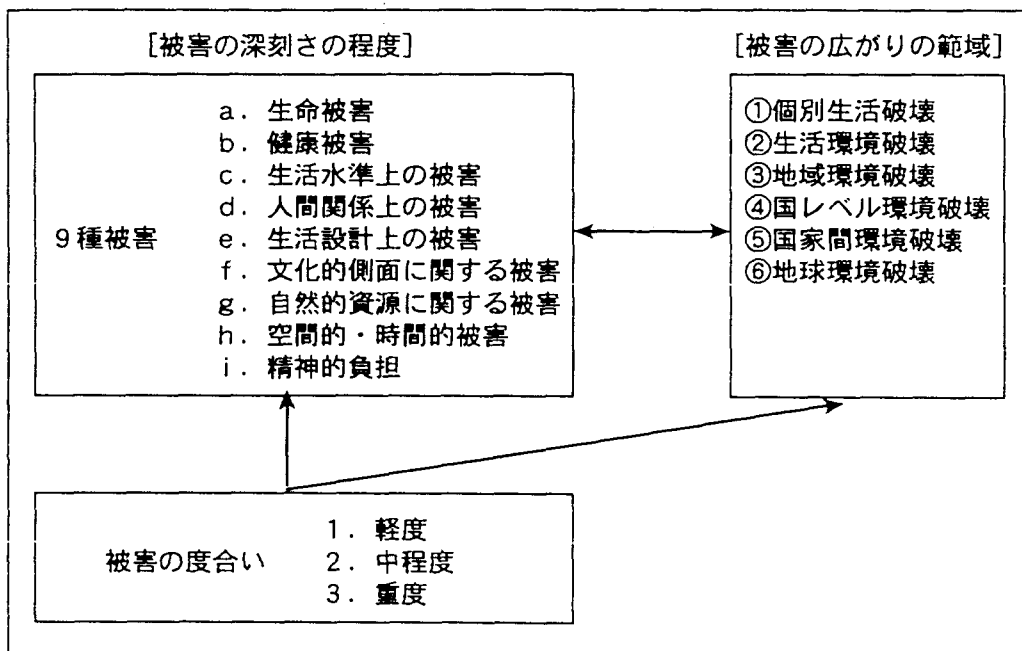 [被害の深刻さの程度]
９種被害
ａ．生命被害
ｂ．健康被害
ｃ．生活水準上の被害
ｄ．人間関係上の被害
ｅ．生活設計上の被害
ｆ．文化的側面に関する被害
ｇ．自然的資源に関する被害
ｈ．空間的・時間的被害
ｉ．精神的負担
[被害の広がりの範域]
①個別生活破壊
②生活環境破壊
③地域環境破壊
④国レベル環境破壊
⑤国家間環境破壊
⑥地球環境破壊
被害の度合い
１．軽度
２．中程度
３．重度